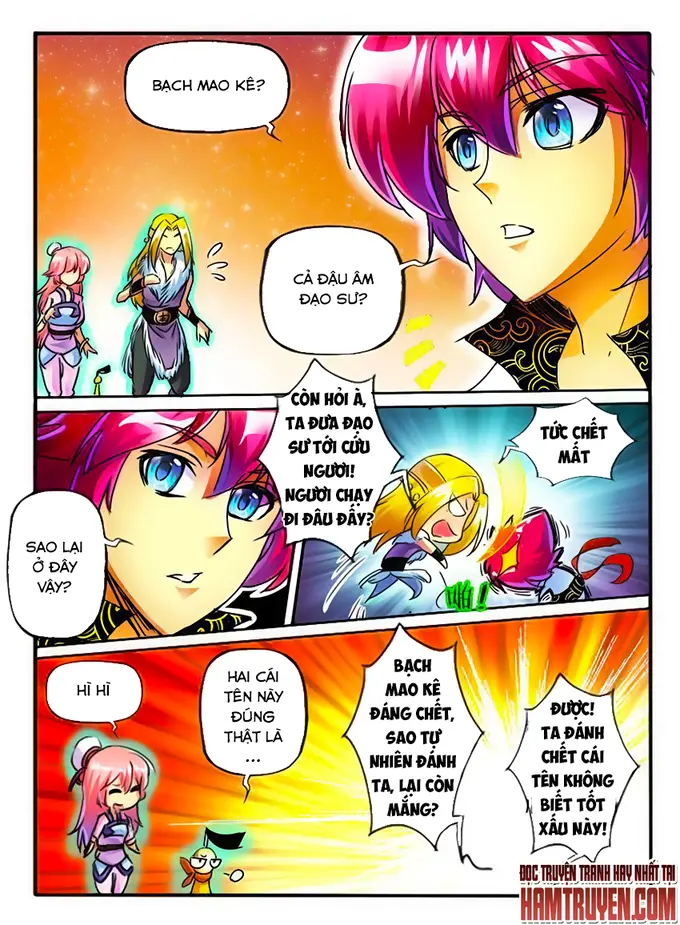 BẠCH MAO KÊ?
CẢ ĐẬU ÂM
ĐẠO SƯ?
SAO LẠI
Ở ĐÂY
VẬY?
CÒN HỎI À,
TA ĐƯA ĐẠO
SƯ TỚI CỨU
NGƯỜI!
NGƯƠI CHẠY
ĐI ĐÂU ĐẤY?
TỨC CHẾT
MẤT
HÌ HÌ
HAI CÁI
TÊN NÀY
ĐÚNG
THẬT LÀ
...
BẠCH
MAO KÊ
ĐÁNG CHẾT,
SAO TỰ
NHIÊN ĐÁNH
TA, LẠI CÒN
MẮNG?
ĐƯỢC!
TA ĐÁNH
CHẾT CÁI
TÊN KHÔNG
BIẾT TỐT
XẤU NÀY!
ĐỌC TRUYỆN TRANH HAY NHẤT TẠI
HAMTRUYEN.COM